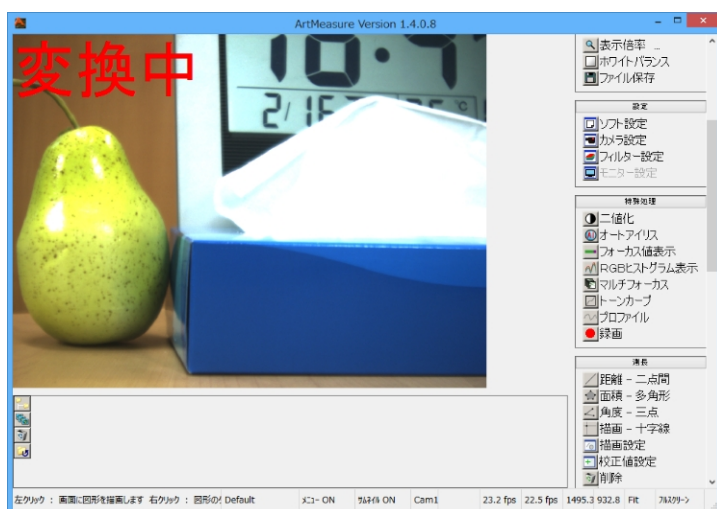 ArtMeasure Version 1.4.0.8
変換中
2/16
℃
表示倍率 _
ホワイトバランス
ファイル保存
設定
ソフト設定
カメラ設定
フィルター設定
モニター設定
特殊処理
二値化
オートアイリス
フォーカス値表示
RGBヒストグラム表示
マルチフォーカス
トーンカーブ
プロファイル
録画
測長
距離 - 二点間
面積 - 多角形
角度 - 三点
描画 - 十字線
描画設定
校正値設定
削除
左クリック : 画面に図形を描画します 右クリック : 図形の Default メニュー ON サムネイル ON Cam1 23.2 fps 22.5 fps 1495.3 932.8 Fit フルスクリーン